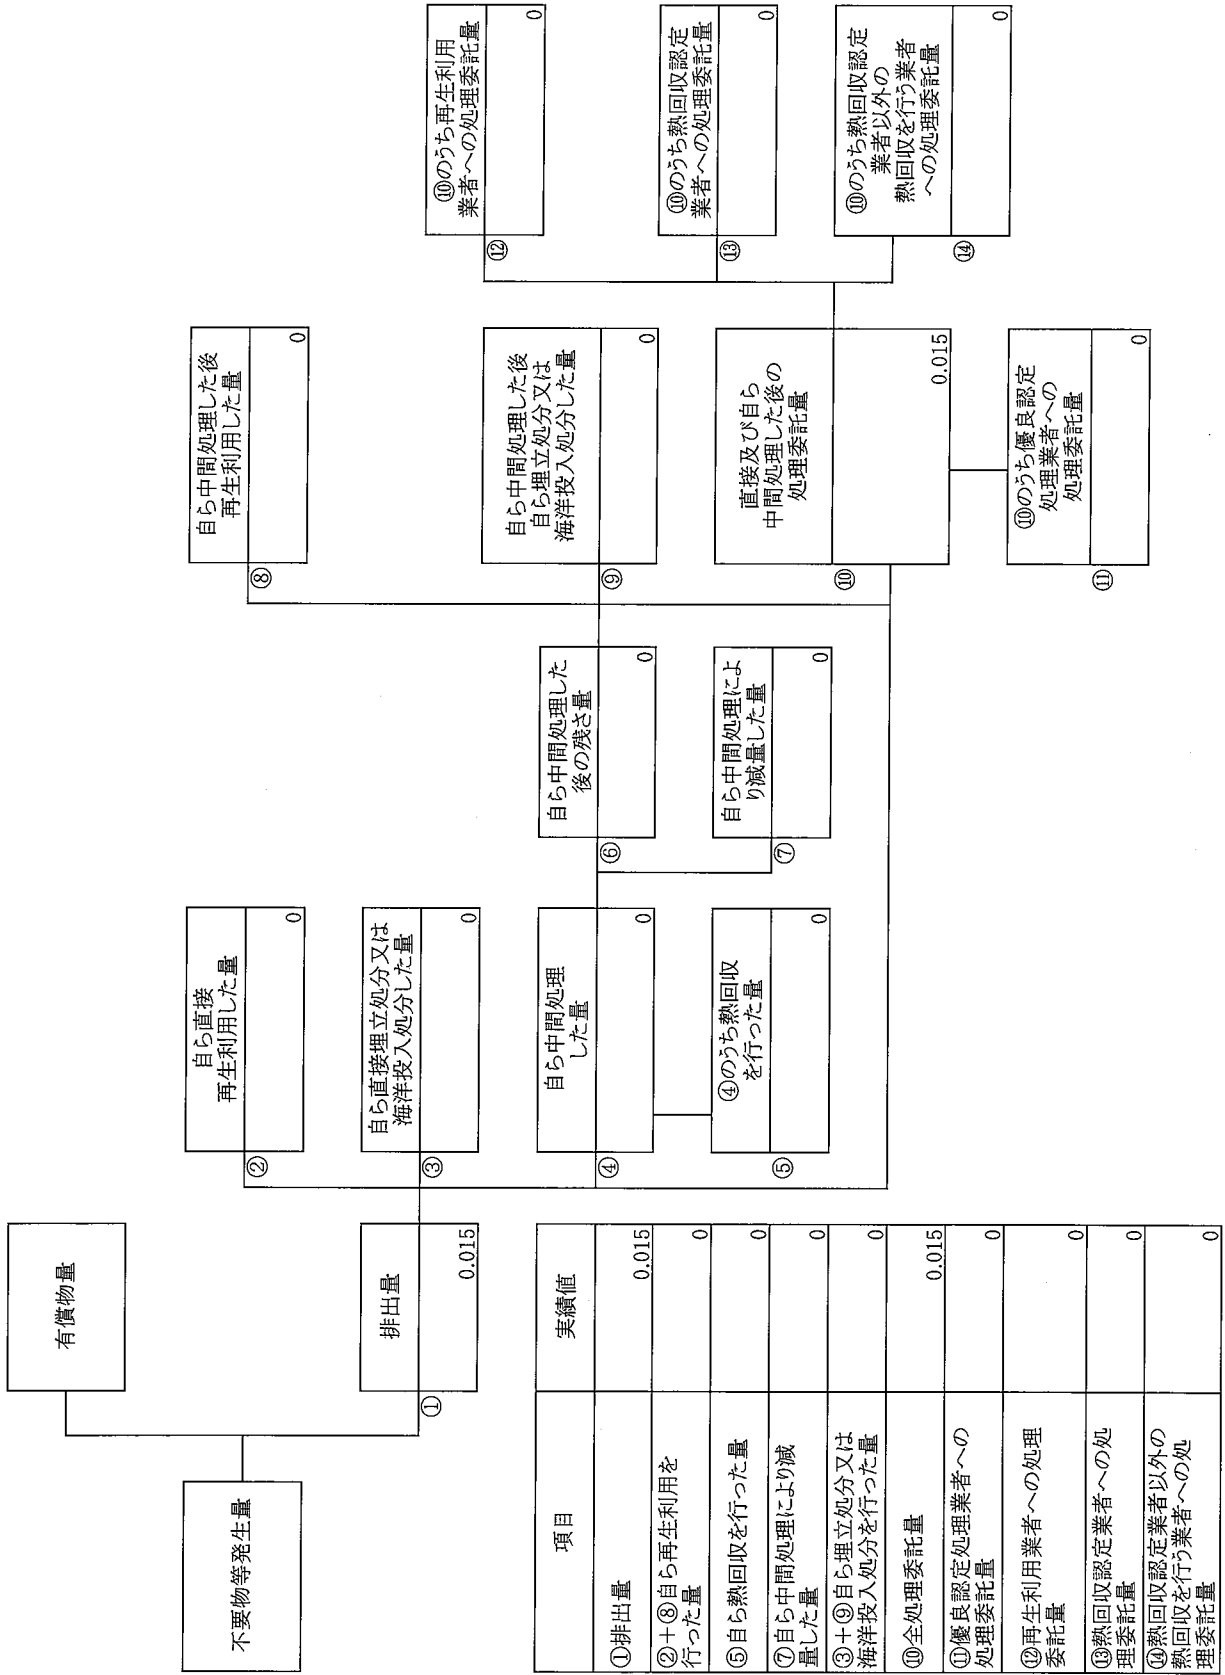 不要物等発生量
有償物量
①
排出量
0.015
②
自ら直接
再生利用した量
0
③
自ら直接埋立処分又は
海洋投入処分した量
0
④
自ら中間処理
した量
0
⑤
④のうち熱回収
を行った量
0
⑥
自ら中間処理した
後の残さ量
0
⑦
自ら中間処理によ
り減量した量
0
⑧
自ら中間処理した後
再生利用した量
0
⑨
自ら中間処理した後
自ら埋立処分又は
海洋投入処分した量
0
⑩
直接及び自ら
中間処理した後の
処理委託量
0.015
⑪
⑩のうち優良認定
処理業者への
処理委託量
0
⑫
⑩のうち再生利用
業者への処理委託量
0
⑬
⑩のうち熱回収認定
業者への処理委託量
0
⑭
⑩のうち熱回収認定
業者以外の
熱回収を行う業者
への処理委託量
0
項目
実績値
①排出量
0.015
②+⑧自ら再生利用を
行った量
0
⑤自ら熱回収を行った量
0
⑦自ら中間処理により減
量した量
0
③+⑨自ら埋立処分又は
海洋投入処分を行った量
0
⑩全処理委託量
0.015
⑪優良認定処理業者への
処理委託量
0
⑫再生利用業者への処理
委託量
0
⑬熱回収認定業者への処
理委託量
0
⑭熱回収認定業者以外の
熱回収を行う業者への処
理委託量
0